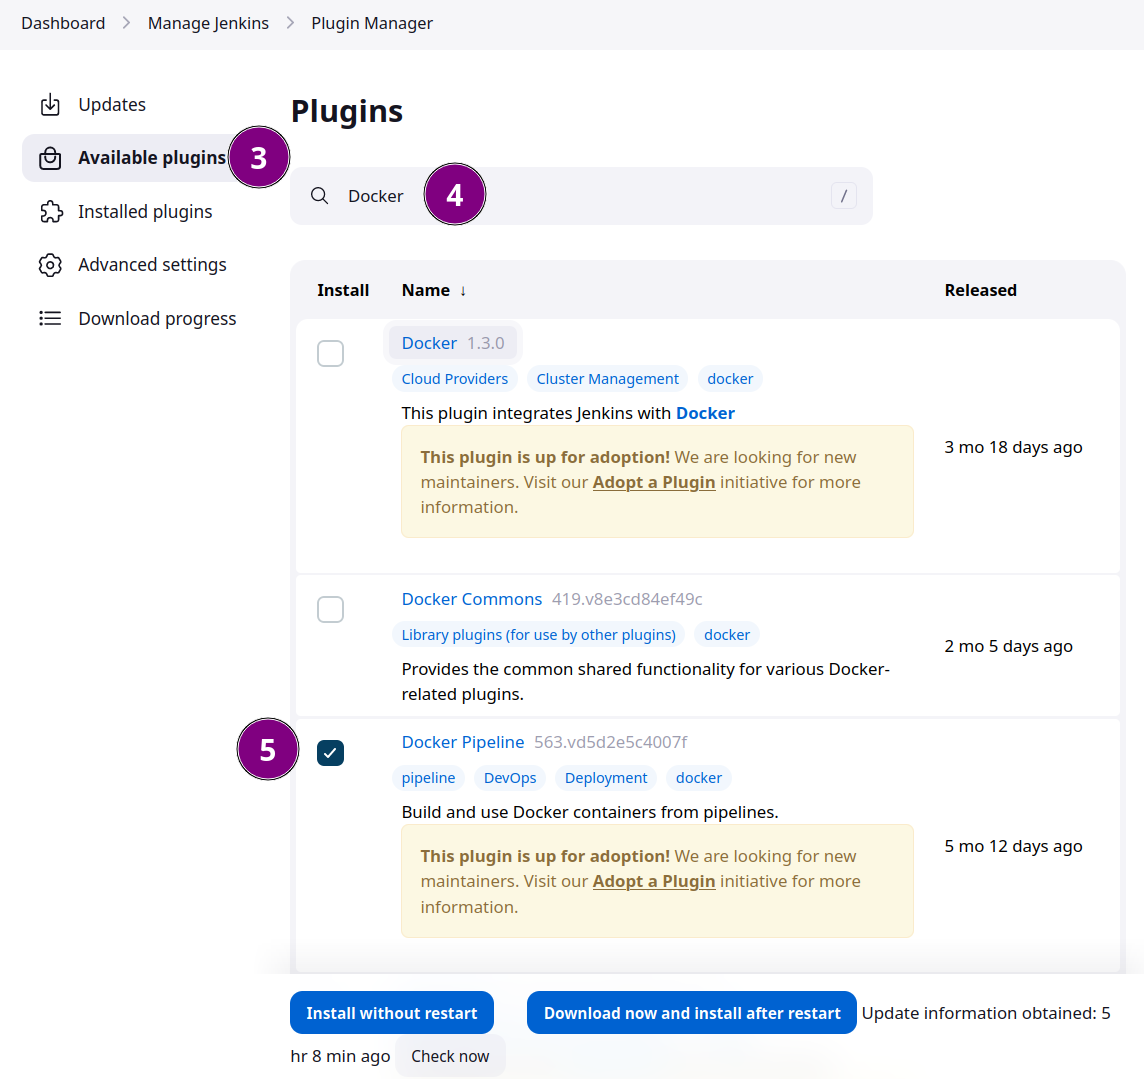 Dashboard > Manage Jenkins > Plugin Manager
Updates
Available plugins 3
Installed plugins
Advanced settings
Download progress
Plugins
Docker 4 /
Install Name ↓ Released
Docker 1.3.0
Cloud Providers Cluster Management docker
This plugin integrates Jenkins with Docker
This plugin is up for adoption! We are looking for new
maintainers. Visit our Adopt a Plugin initiative for more
information.
3 mo 18 days ago
Docker Commons 419.v8e3cd84ef49c
Library plugins (for use by other plugins) docker
Provides the common shared functionality for various Docker-
related plugins.
2 mo 5 days ago
5
Docker Pipeline 563.vd5d2e5c4007f
pipeline DevOps Deployment docker
Build and use Docker containers from pipelines.
This plugin is up for adoption! We are looking for new
maintainers. Visit our Adopt a Plugin initiative for more
information.
5 mo 12 days ago
Install without restart Download now and install after restart Update information obtained: 5
hr 8 min ago Check now